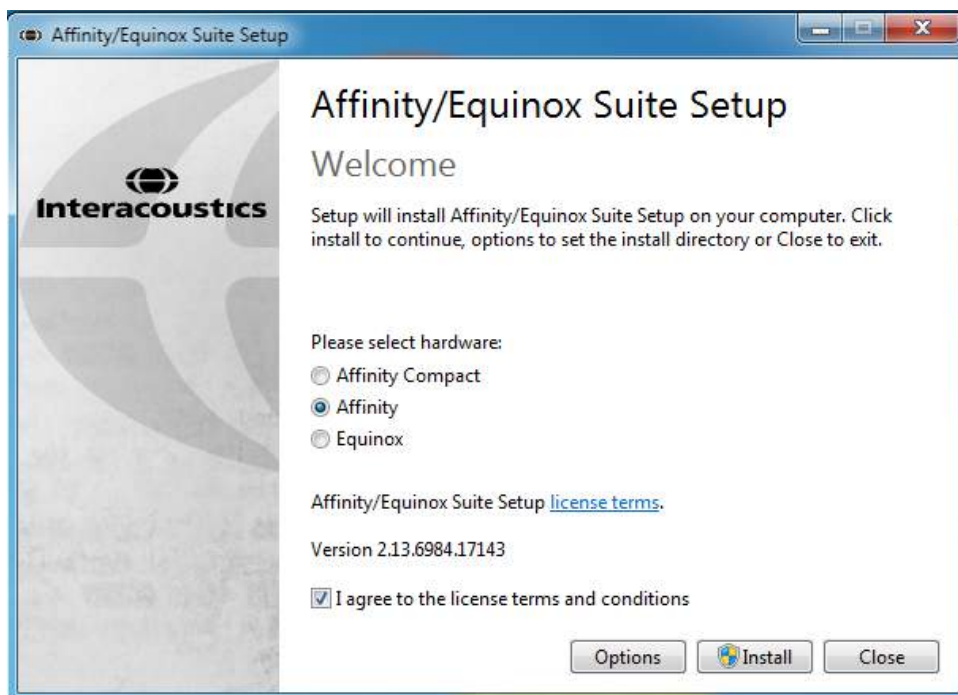 Affinity/Equinox Suite Setup
Interacoustics
Affinity/Equinox Suite Setup
Welcome
Setup will install Affinity/Equinox Suite Setup on your computer. Click
install to continue, options to set the install directory or Close to exit.
Please select hardware:
Affinity Compact
Affinity
Equinox
Affinity/Equinox Suite Setup license terms.
Version 2.13.6984.17143
I agree to the license terms and conditions
Options
Install
Close